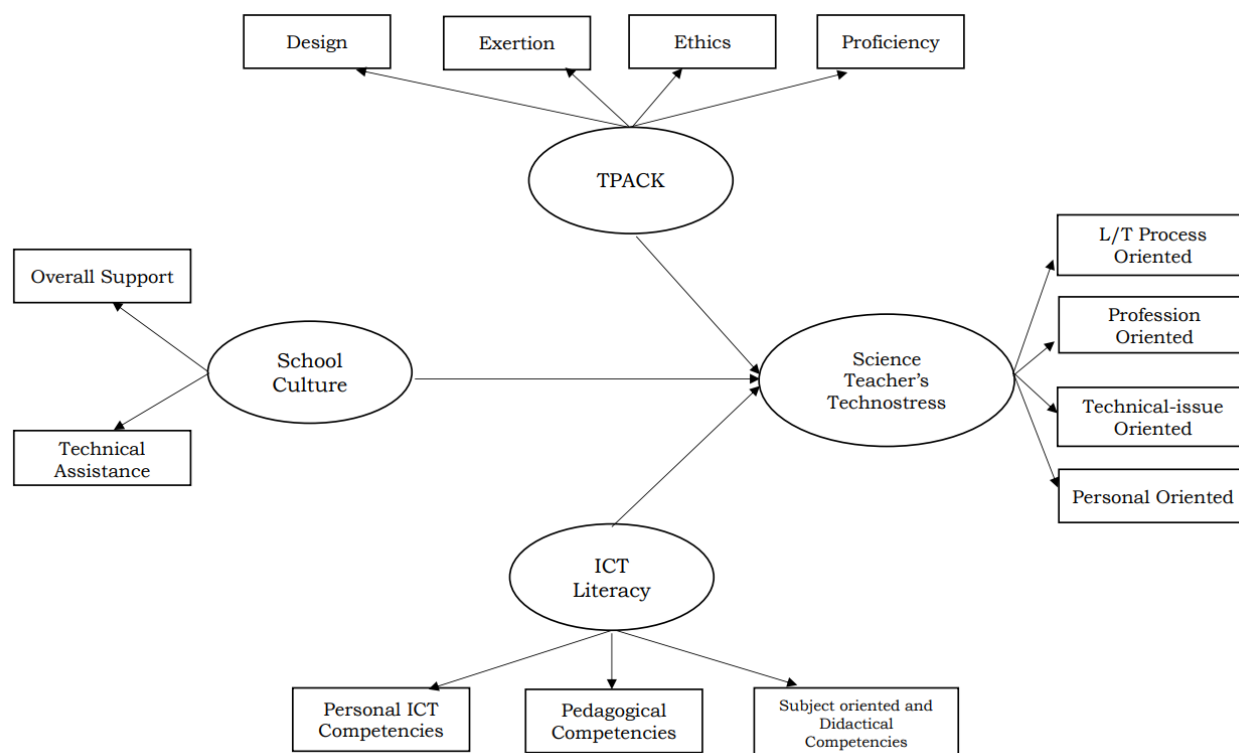 Design
Exertion
Ethics
Proficiency
TPACK
L/T Process
Oriented
Overall Support
Profession
Oriented
School
Culture
Science
Teacher's
Technostress
Technical-issue
Oriented
Technical
Assistance
Personal Oriented
ICT
Literacy
Personal ICT
Competencies
Pedagogical
Competencies
Subject oriented and
Didactical
Competencies